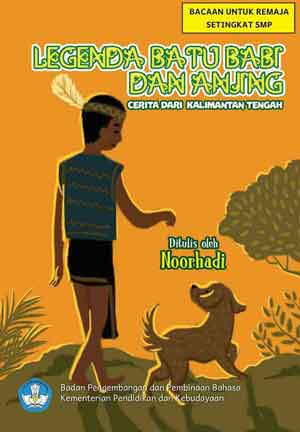 BACAAN UNTUK REMAJA
SETINGKAT SMP
LEGENDA BATU BABI
DAN ANJING
CERITA DARI KALIMANTAN TENGAH
Ditulis oleh
Noorhadi
Badan Pengembangan dan Pembinaan Bahasa
Kementerian Pendidikan dan Kebudayaan